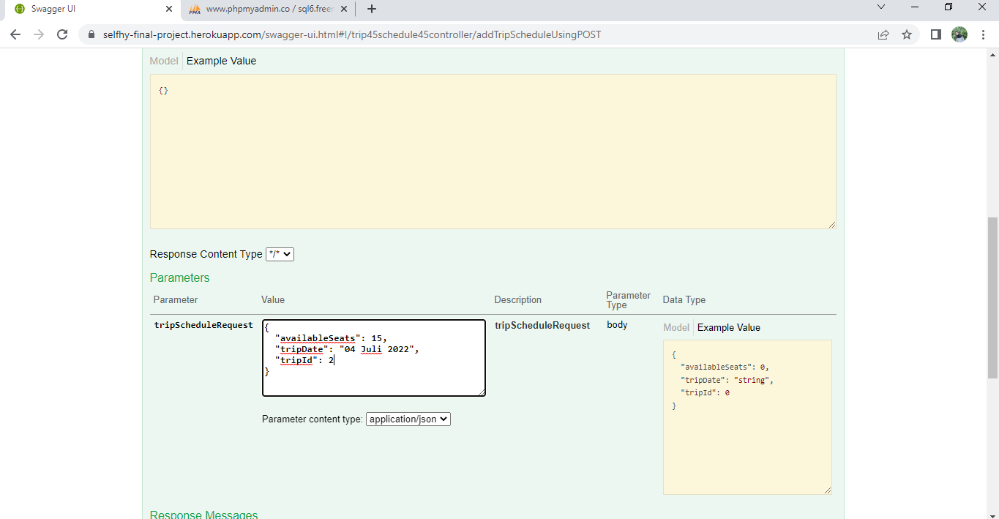 Swagger UI
www.phpmyadmin.co / sql6.freer
selfhy-final-project.herokuapp.com/swagger-ui.html#!/trip45schedule45controller/addTripScheduleUsingPOST
Model Example Value
{}
Response Content Type */*
Parameters
Parameter Value Description Parameter Type Data Type
tripScheduleRequest
{
"availableSeats": 15,
"tripDate": "04 Juli 2022",
"tripId": 2
}
Parameter content type: application/json
tripScheduleRequest
body
Model Example Value
{
"availableSeats": 0,
"tripDate": "string",
"tripId": 0
}
Response Messages